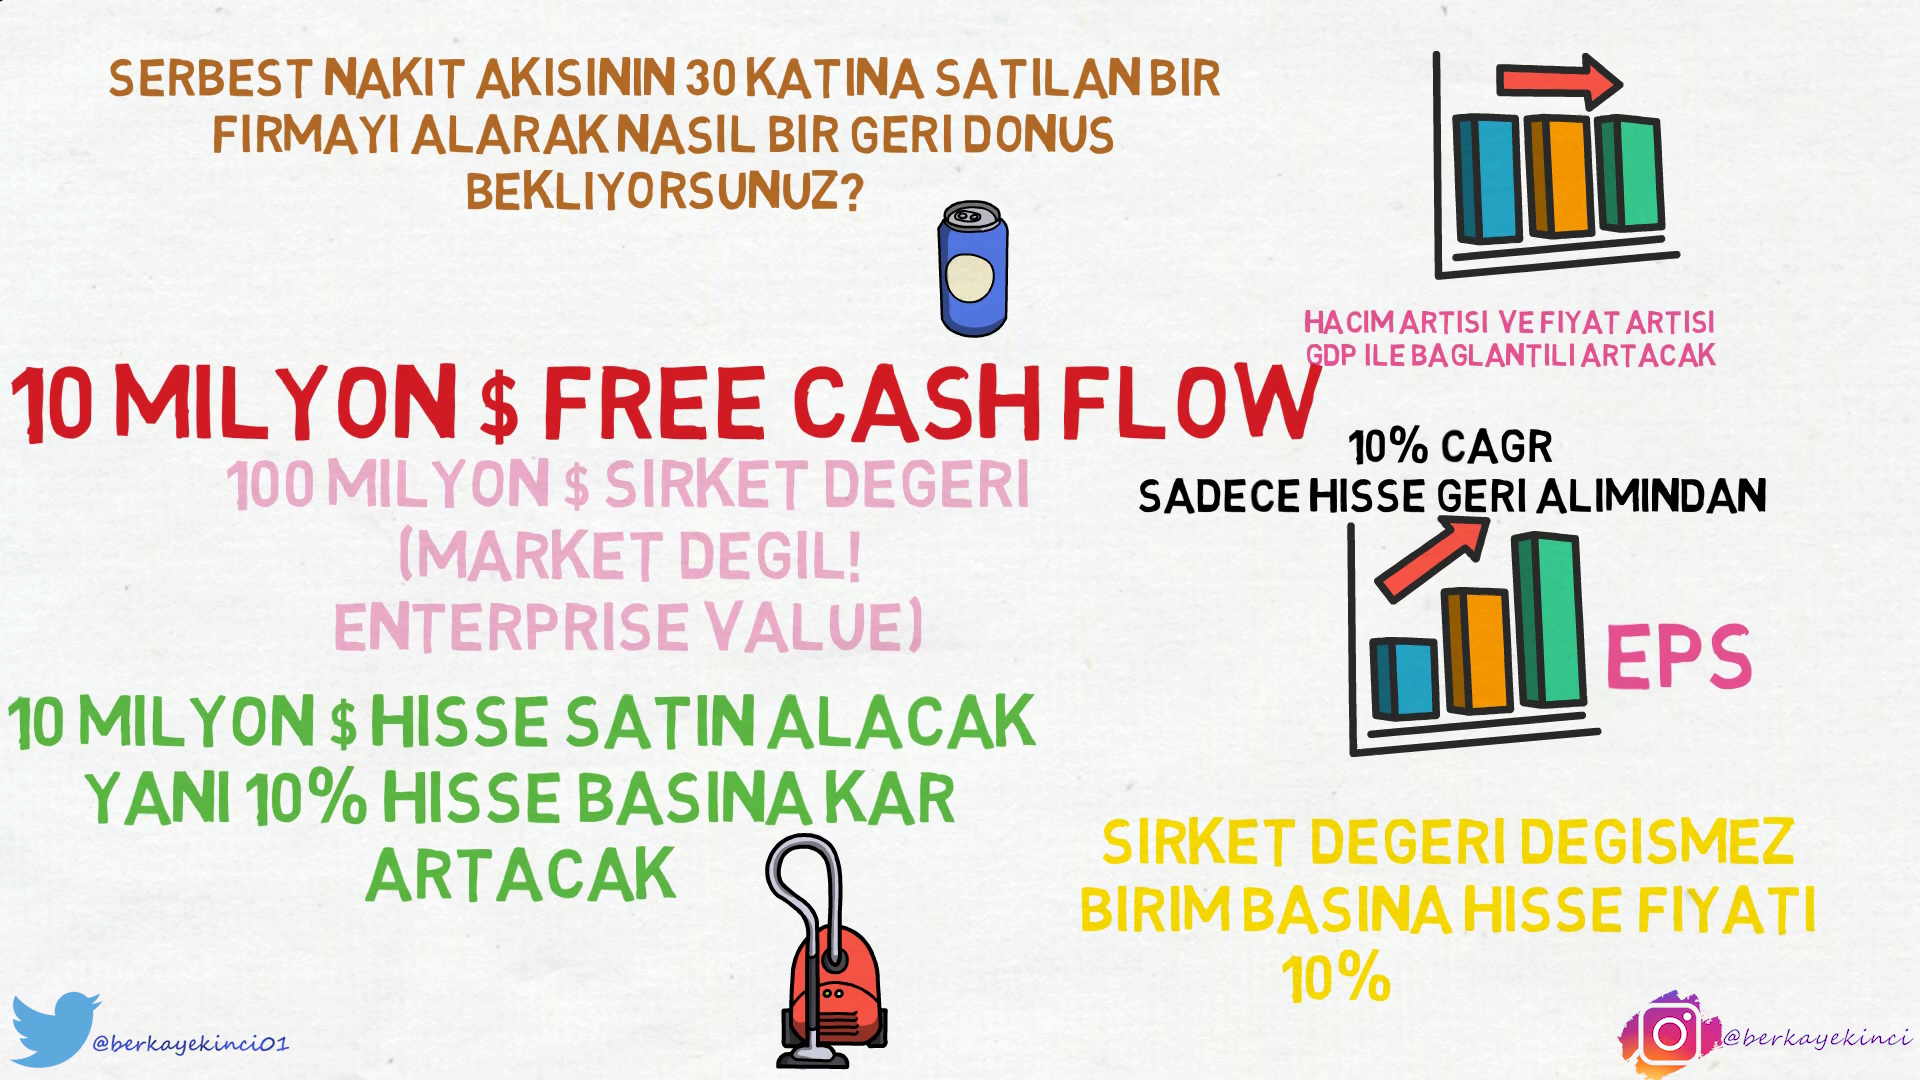 SERBEST NAKIT AKISININ 30 KATINA SATILAN BIR
FIRMAYI ALARAK NASIL BIR GERI DONUS
BEKLIYORSUNUZ?
HACIM ARTISI VE FIYAT ARTISI
GDP ILE BAGLANTILI ARTACAK
10 MILYON $ FREE CASH FLOW
100 MILYON $ SIRKET DEGERI
(MARKET DEGIL!
ENTERPRISE VALUE)
10 MILYON $ HISSE SATIN ALACAK
YANI 10% HISSE BASINA KAR
ARTACAK
10% CAGR
SADECE HISSE GERI ALIMINDAN
EPS
SIRKET DEGERI DEGISMEZ
BIRIM BASINA HISSE FIYATI
10%
@berkayekinci01
@berkayekinci